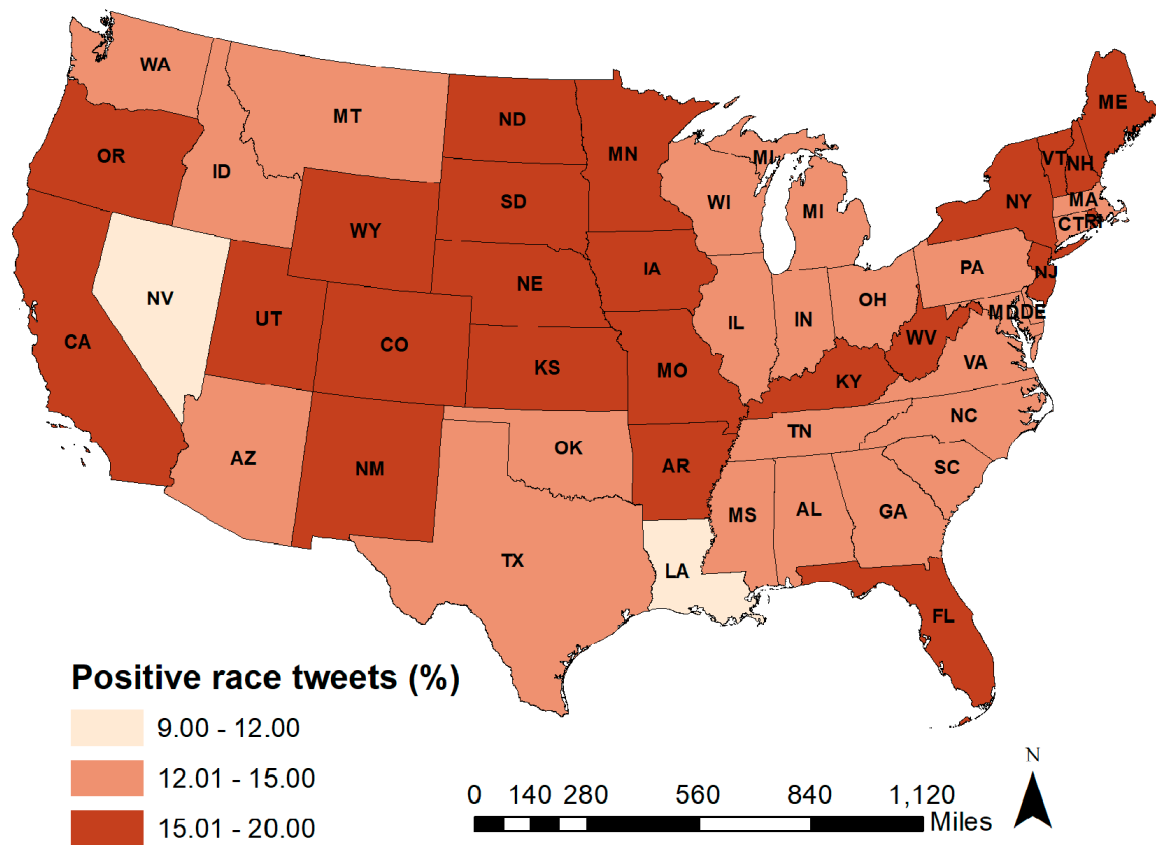 WA
MT
ND
MN
ME
OR
ID
SD
WI
MI
MI
VT
NH
NY
MA
CT
RI
WY
IA
NE
PA
NJ
NV
UT
CO
IL
IN
OH
MD
DE
CA
KS
MO
WV
KY
VA
AZ
NM
OK
AR
TN
NC
SC
TX
LA
MS
AL
GA
FL
Positive race tweets (%)
9.00 - 12.00
12.01 - 15.00
15.01 - 20.00
0 140 280 560 840 1,120
Miles
N